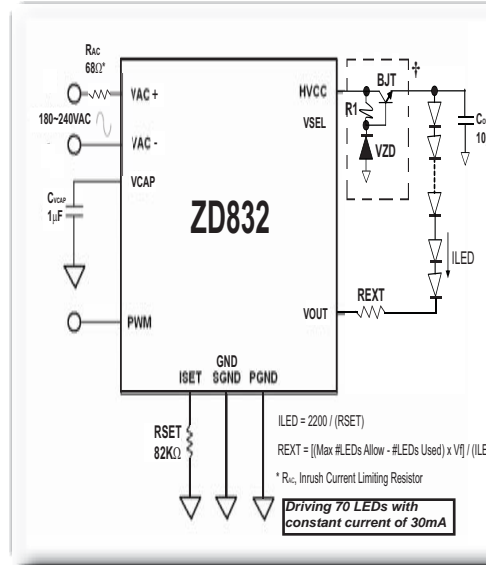 RAC
68Ω*
180~240VAC
VAC +
VAC -
VCAP
CVCAP
1µF
PWM
ZD832
HVCC
VSEL
VOUT
GND
ISET SGND PGND
RSET
82KΩ
†
BJT
R1
VZD
10
ILED
REXT
ILED = 2200 / (RSET)
REXT = [(Max #LEDs Allow - #LEDs Used) x Vf] / (ILE
* RAC, Inrush Current Limiting Resistor
Driving 70 LEDs with
constant current of 30mA